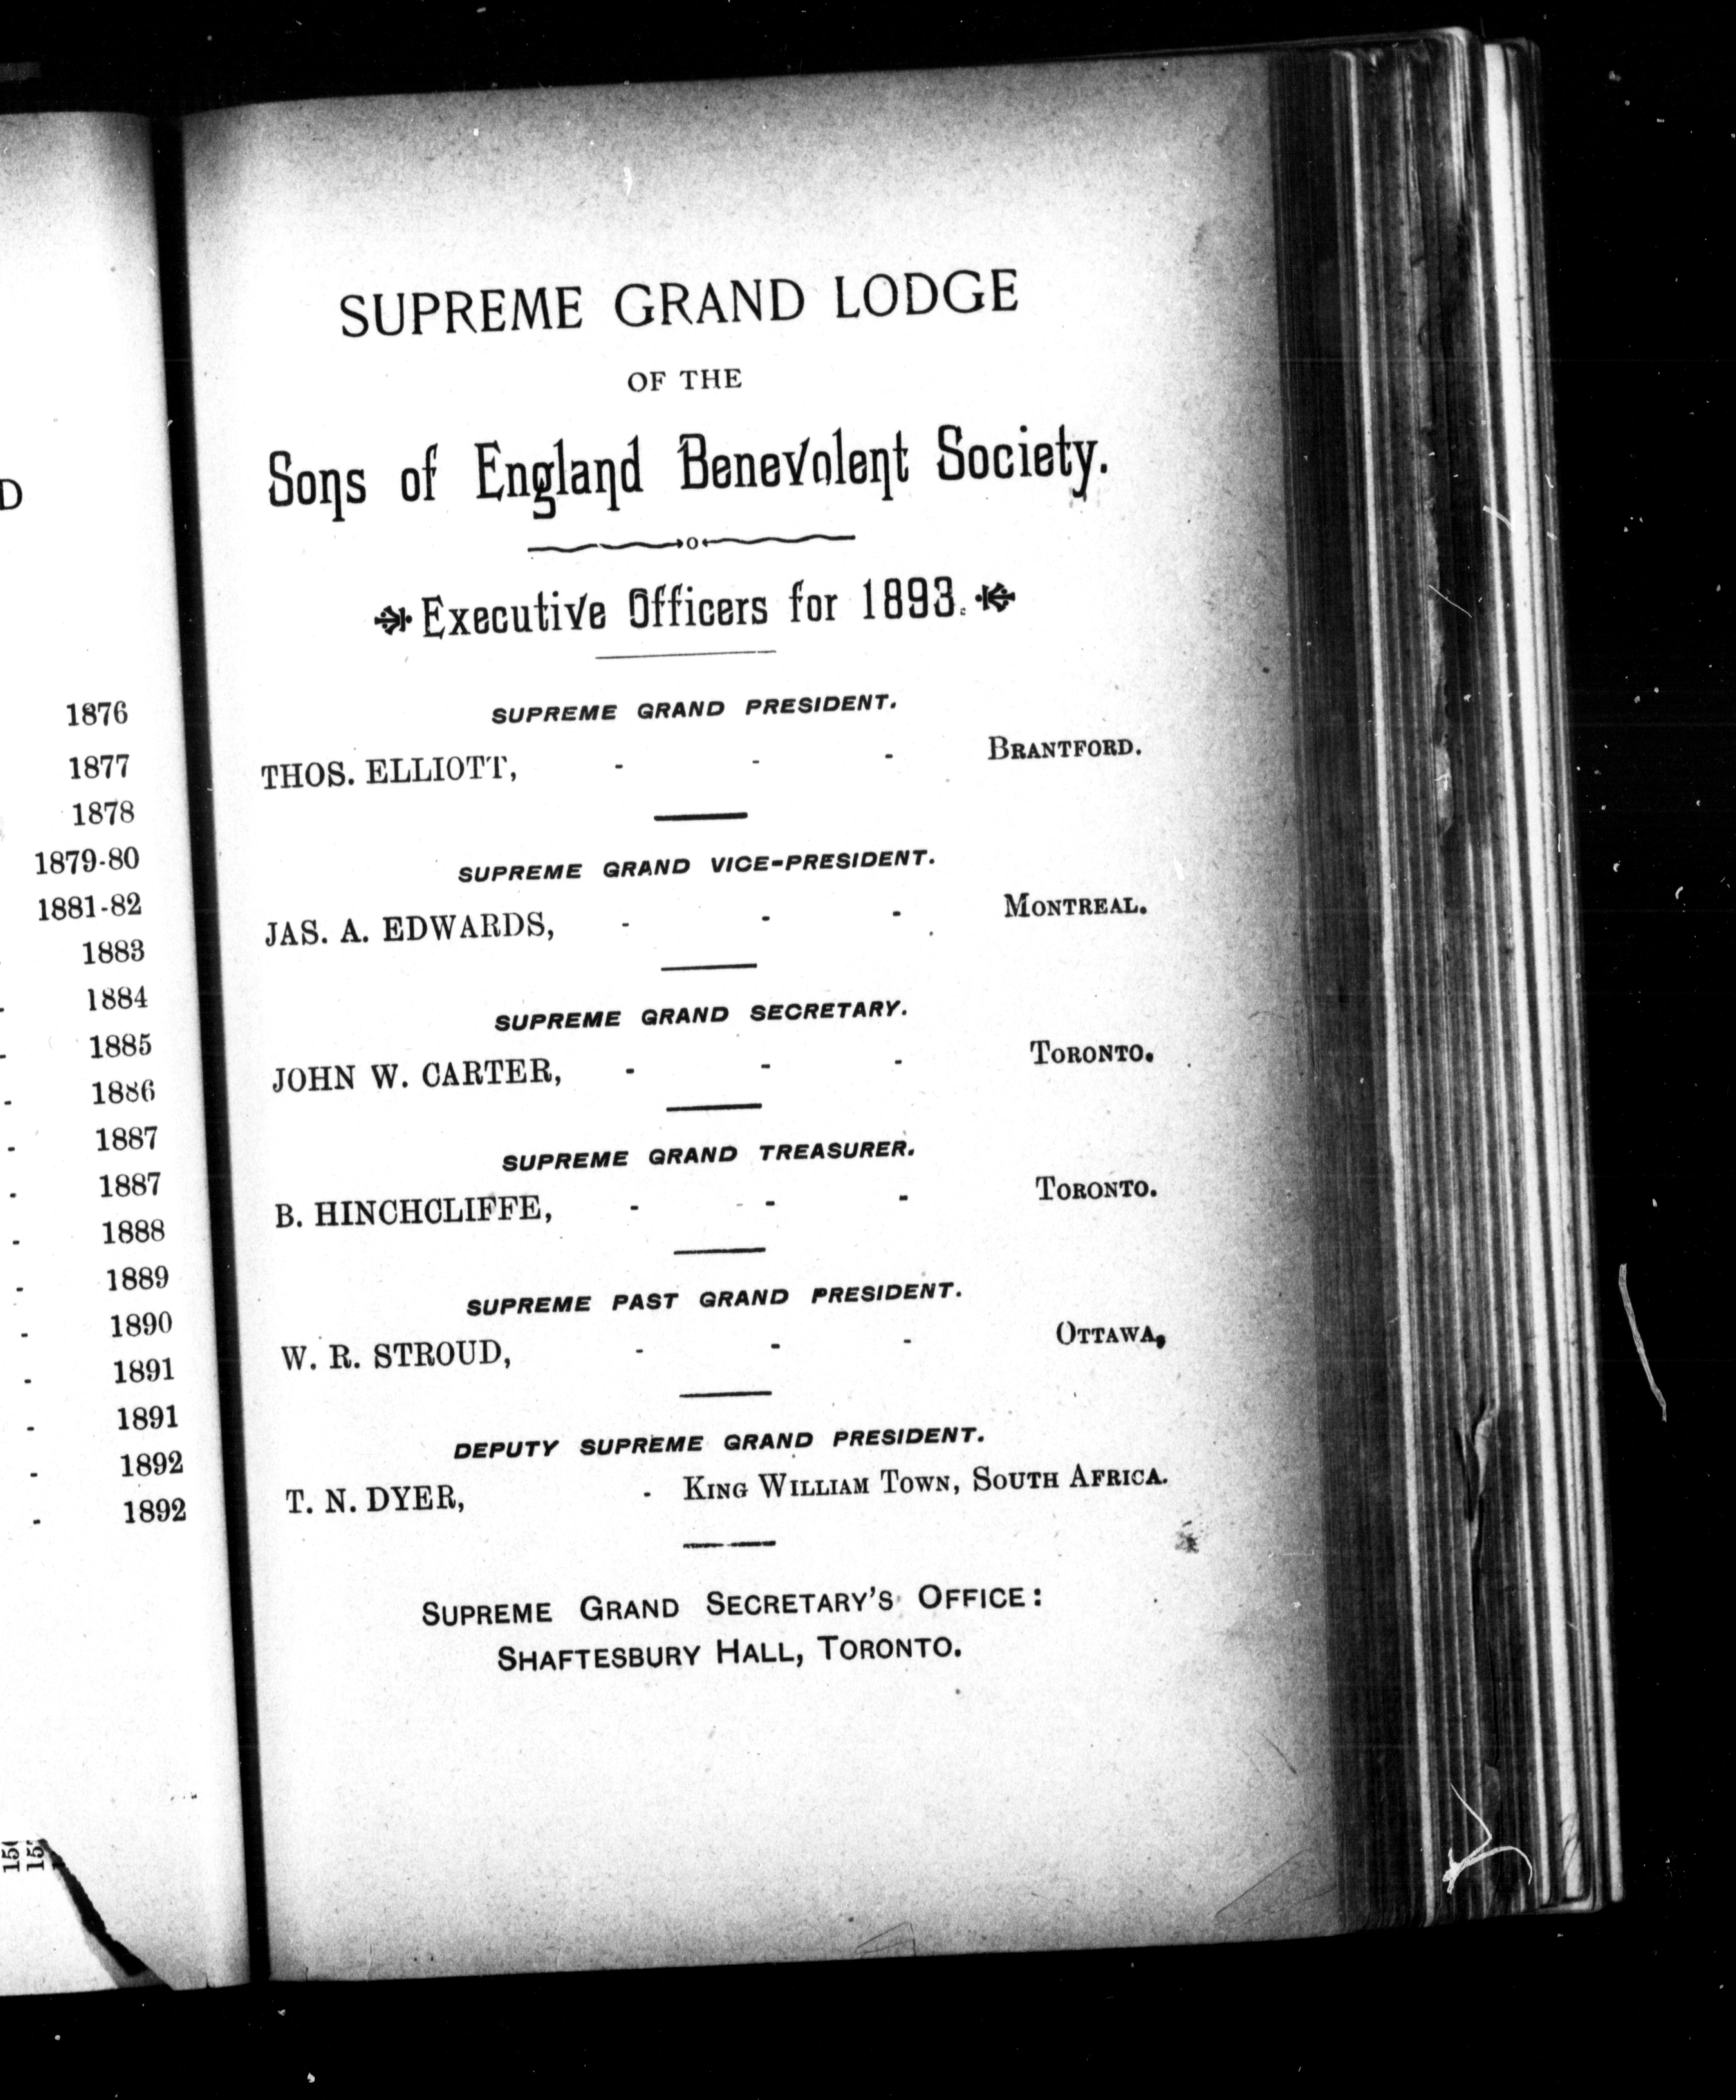 D
1876
1877
1878
1879-80
1881-82
1883
1884
1885
1886
1887
1887
1888
1889
1890
1891
1891
1892
1892
SUPREME GRAND LODGE
OF THE
Sons of England Benevolent Society.
Executive Officers for 1893.
SUPREME GRAND PRESIDENT.
THOS. ELLIOTT, - - - BRANTFORD.
SUPREME GRAND VICE-PRESIDENT.
JAS. A. EDWARDS, - - - MONTREAL.
SUPREME GRAND SECRETARY.
JOHN W. CARTER, - - - TORONTO.
SUPREME GRAND TREASURER.
B. HINCHCLIFFE, - - - TORONTO.
SUPREME PAST GRAND PRESIDENT.
W. R. STROUD, - - - OTTAWA,
DEPUTY SUPREME GRAND PRESIDENT.
T. N. DYER, - KING WILLIAM TOWN, SOUTH AFRICA.
SUPREME GRAND SECRETARY'S OFFICE:
SHAFTESBURY HALL, TORONTO.